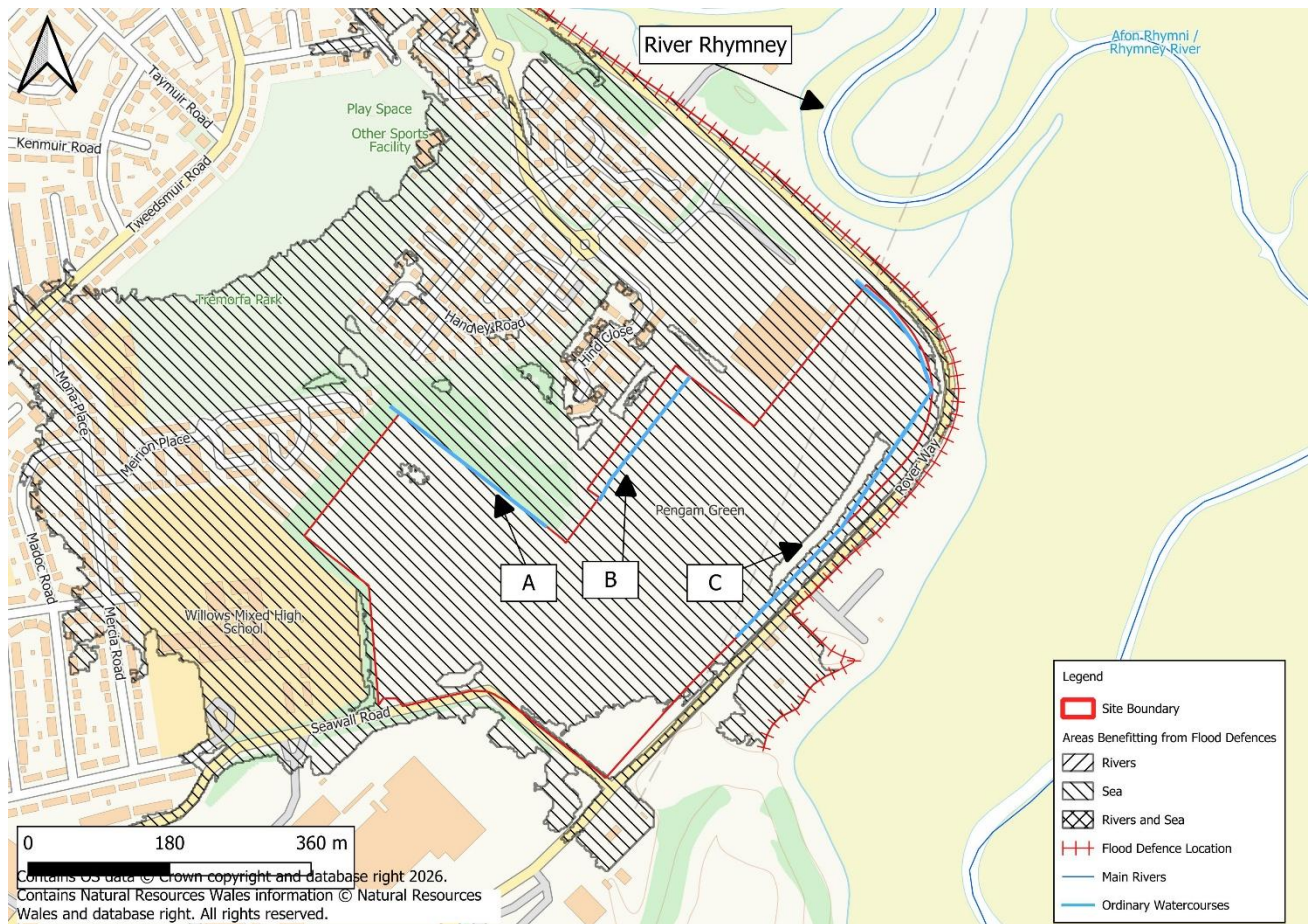 River Rhymney
Afon Rhymni /
Rhymney River
Taymuir Road
Play Space
Other Sports
Facility
Kenmuir Road
Tweedsmuir Road
Tremorfa Park
Handley Road
Hind Close
Mona Place
Meirion Place
Rover Way
Pengam Green
A
B
C
Madoc Road
Mercia Road
Willows Mixed High
School
Seawall Road
Legend
Site Boundary
Areas Benefitting from Flood Defences
Rivers
Sea
Rivers and Sea
Flood Defence Location
Main Rivers
Ordinary Watercourses
0 180 360 m
Contains OS data © Crown copyright and database right 2026.
Contains Natural Resources Wales information © Natural Resources
Wales and database right. All rights reserved.